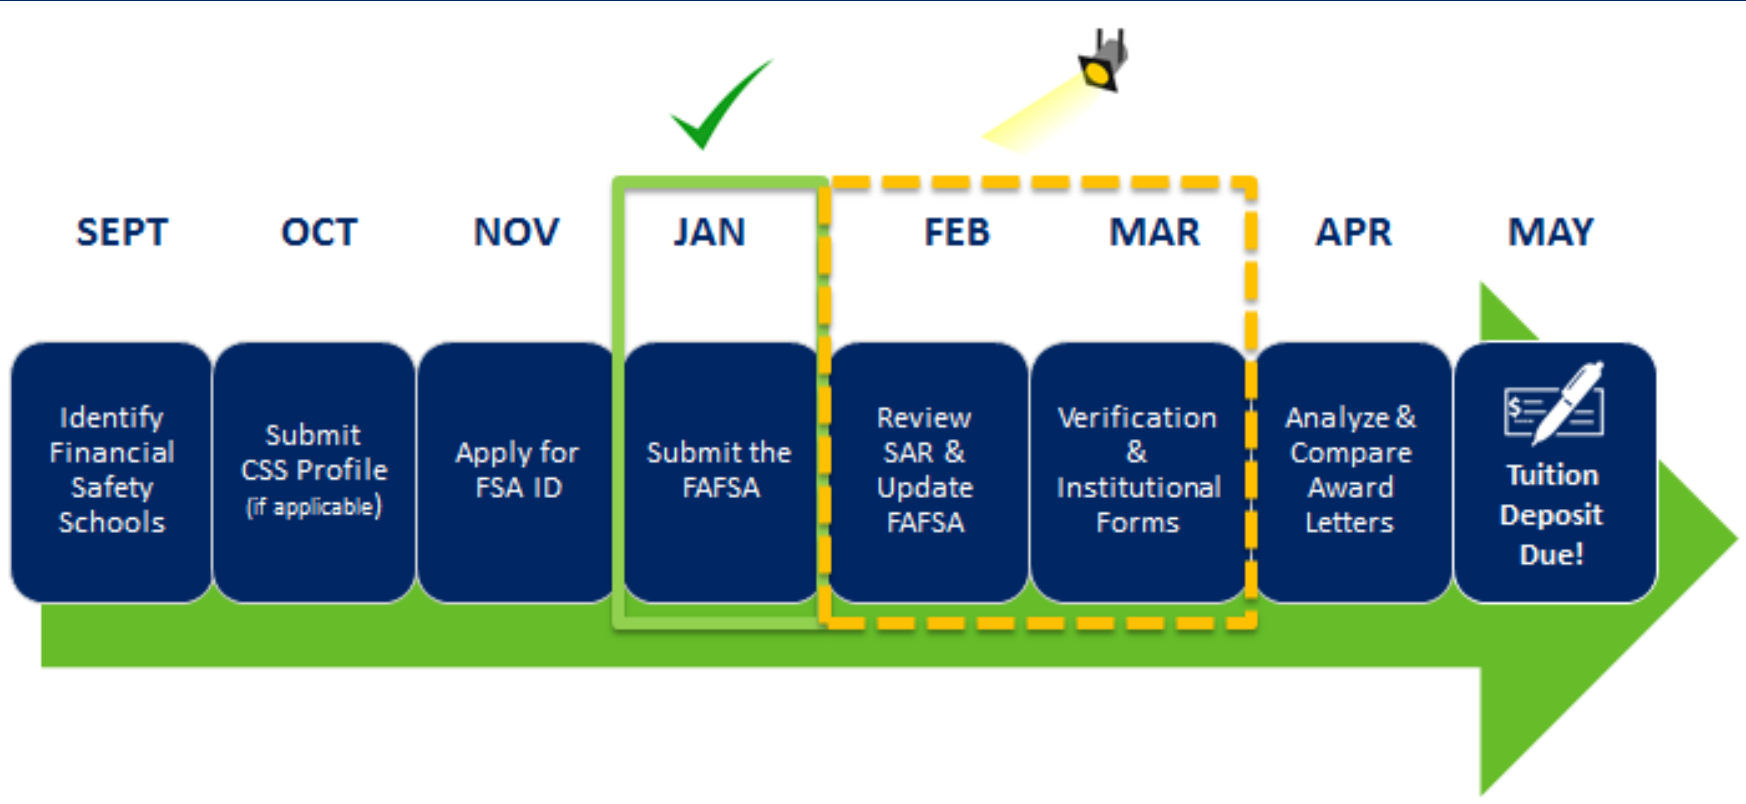 SEPT OCT NOV JAN FEB MAR APR MAY
Identify
Financial
Safety
Schools
Submit
CSS Profile
(if applicable)
Apply for
FSA ID
Submit the
FAFSA
Review
SAR &
Update
FAFSA
Verification
&
Institutional
Forms
Analyze &
Compare
Award
Letters
$
Tuition
Deposit
Due!